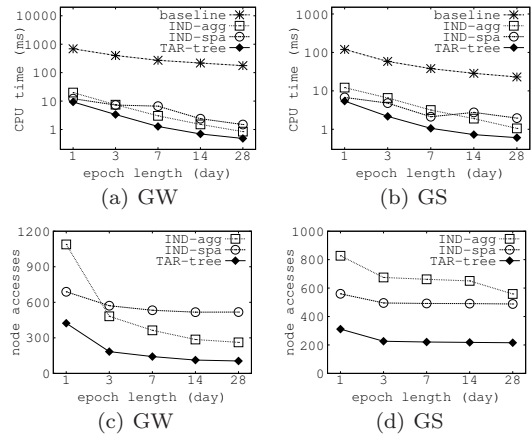 CPU time (ms)
10000
1000
100
10
1
baseline
IND-agg
IND-spa
TAR-tree
1 3 7 14 28
epoch length (day)
(a) GW
CPU time (ms)
1000
100
10
1
baseline
IND-agg
IND-spa
TAR-tree
1 3 7 14 28
epoch length (day)
(b) GS
node accesses
1200
900
600
300
0
IND-agg
IND-spa
TAR-tree
1 3 7 14 28
epoch length (day)
(c) GW
node accesses
1000
800
600
400
200
0
IND-agg
IND-spa
TAR-tree
1 3 7 14 28
epoch length (day)
(d) GS